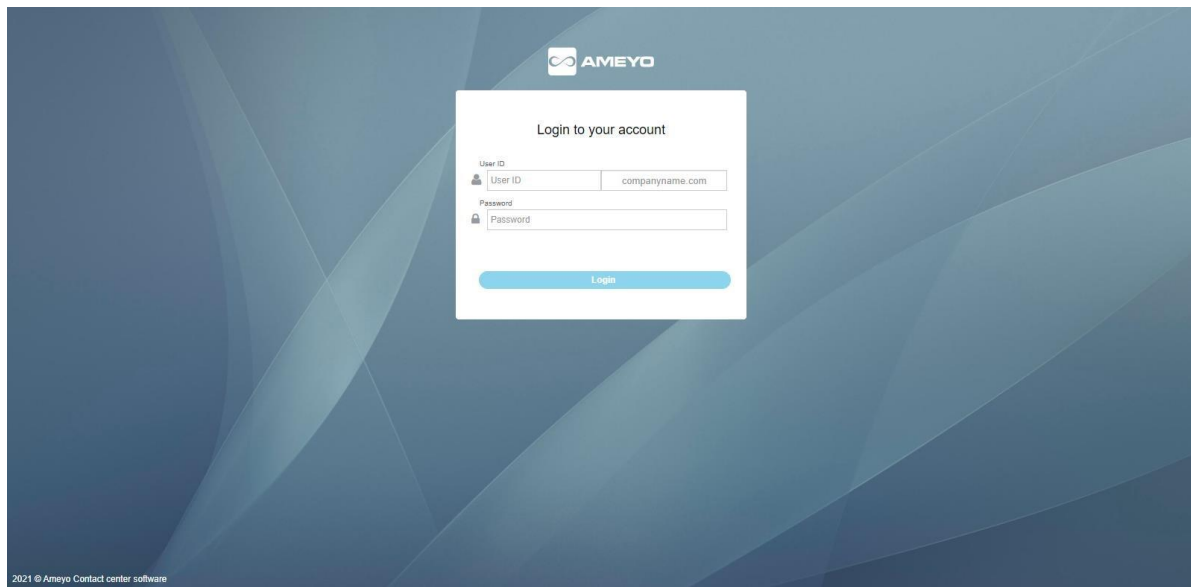 AMEYO
Login to your account
User ID
User ID companyname.com
Password
Password
Login
2021 © Ameyo Contact center software